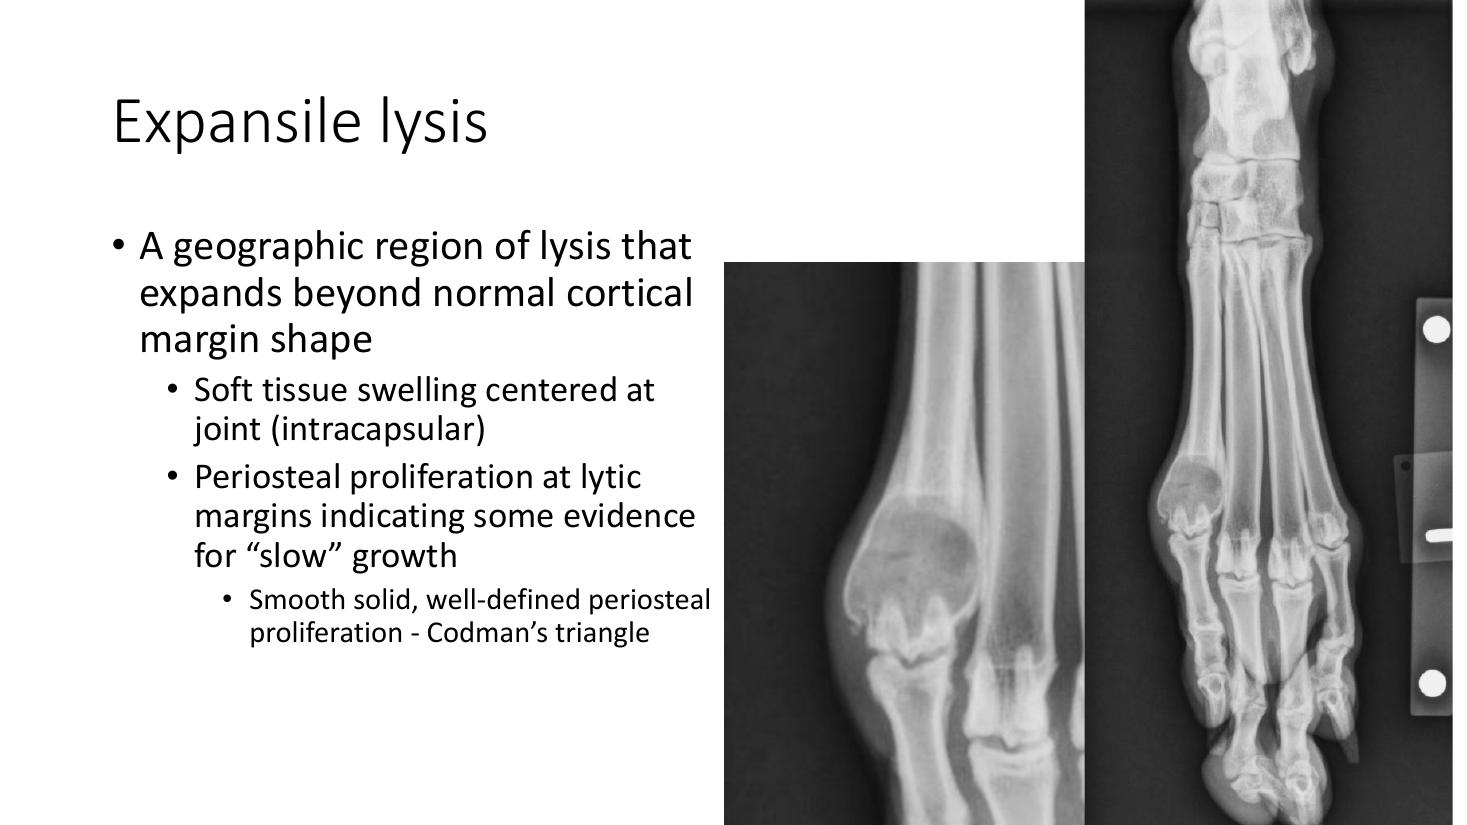 Expansile lysis
• A geographic region of lysis that
expands beyond normal cortical
margin shape
• Soft tissue swelling centered at
joint (intracapsular)
• Periosteal proliferation at lytic
margins indicating some evidence
for “slow” growth
• Smooth solid, well-defined periosteal
proliferation - Codman’s triangle